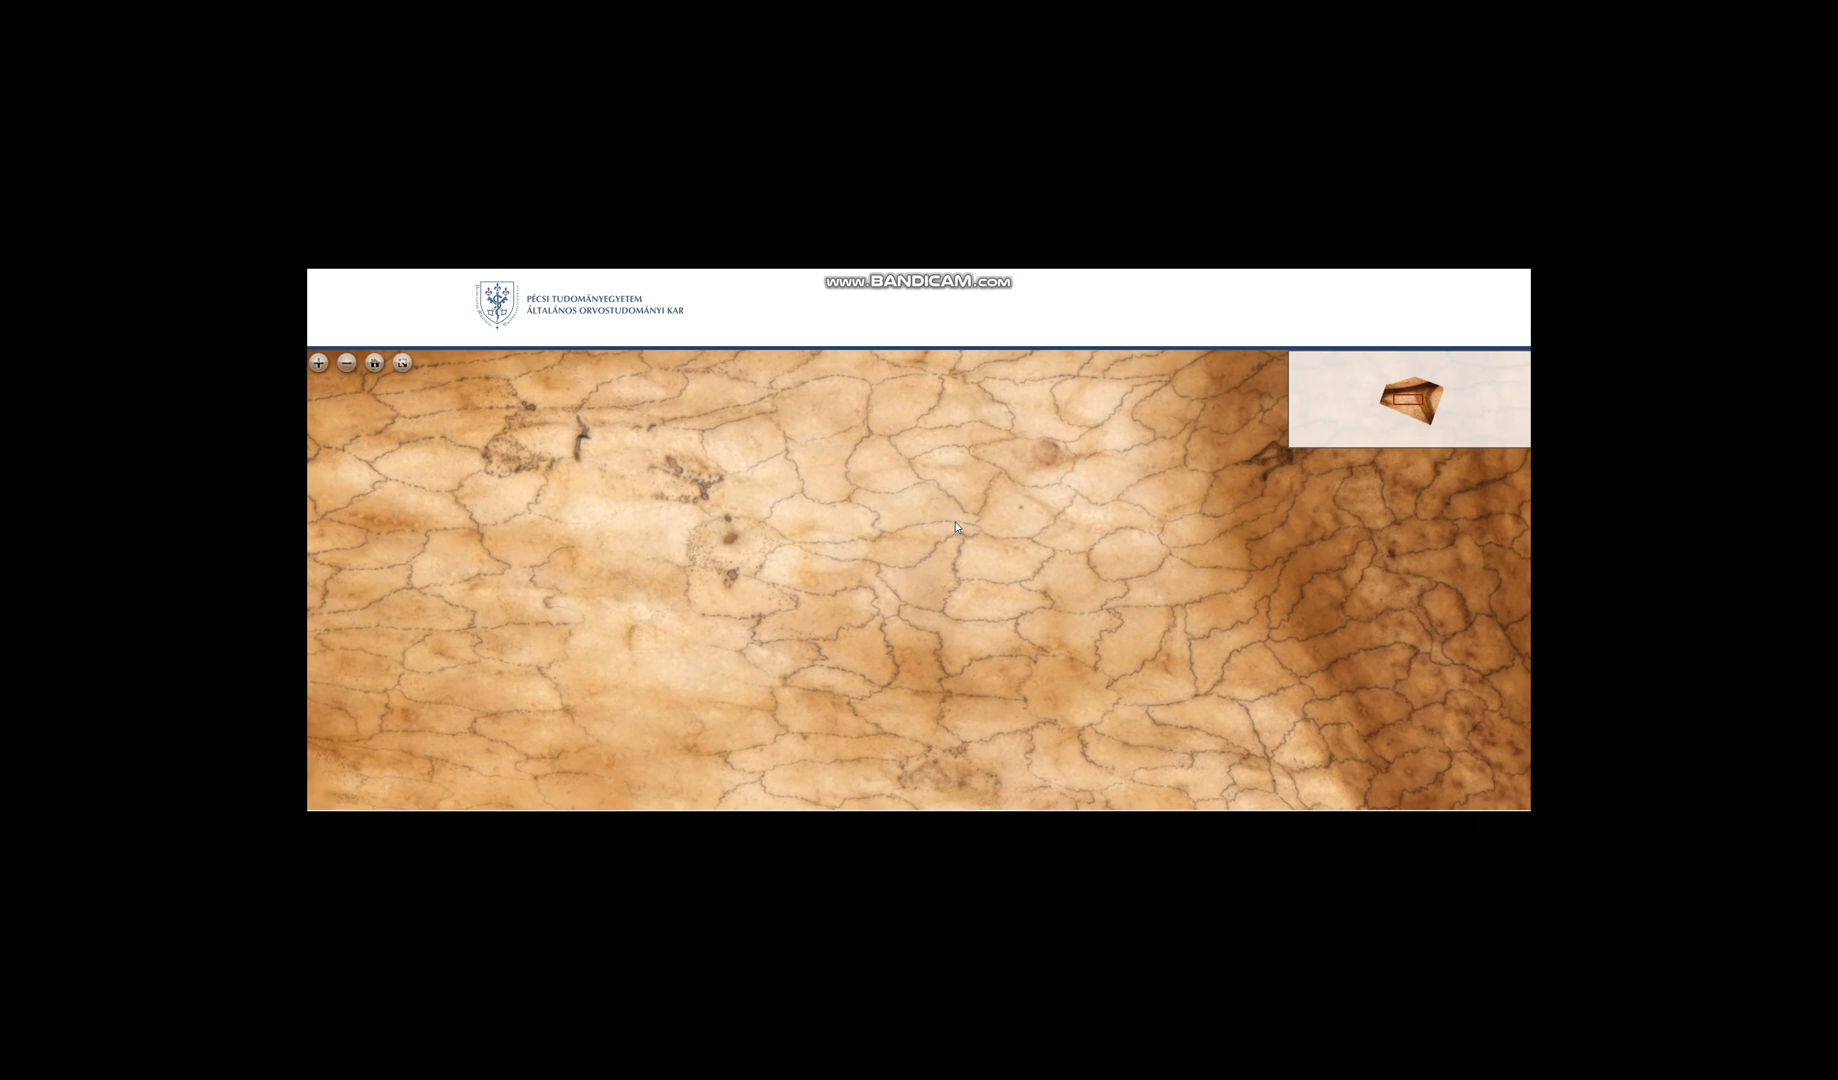 www.BANDICAM.com
PÉCSI TUDOMÁNYEGYETEM
ÁLTALÁNOS ORVOSTUDOMÁNYI KAR